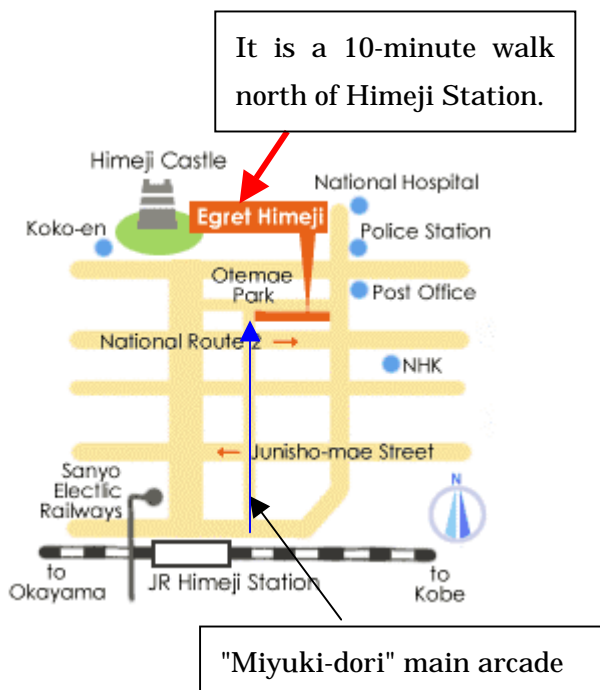 It is a 10-minute walk
north of Himeji Station.
Himeji Castle
National Hospital
Egret Himeji
Koko-en
Police Station
Otemae
Park
Post Office
National Route 2
NHK
Junisho-mae Street
Sanyo
Electlic
Railways
N
to
Okayama
JR Himeji Station
to
Kobe
"Miyuki-dori" main arcade